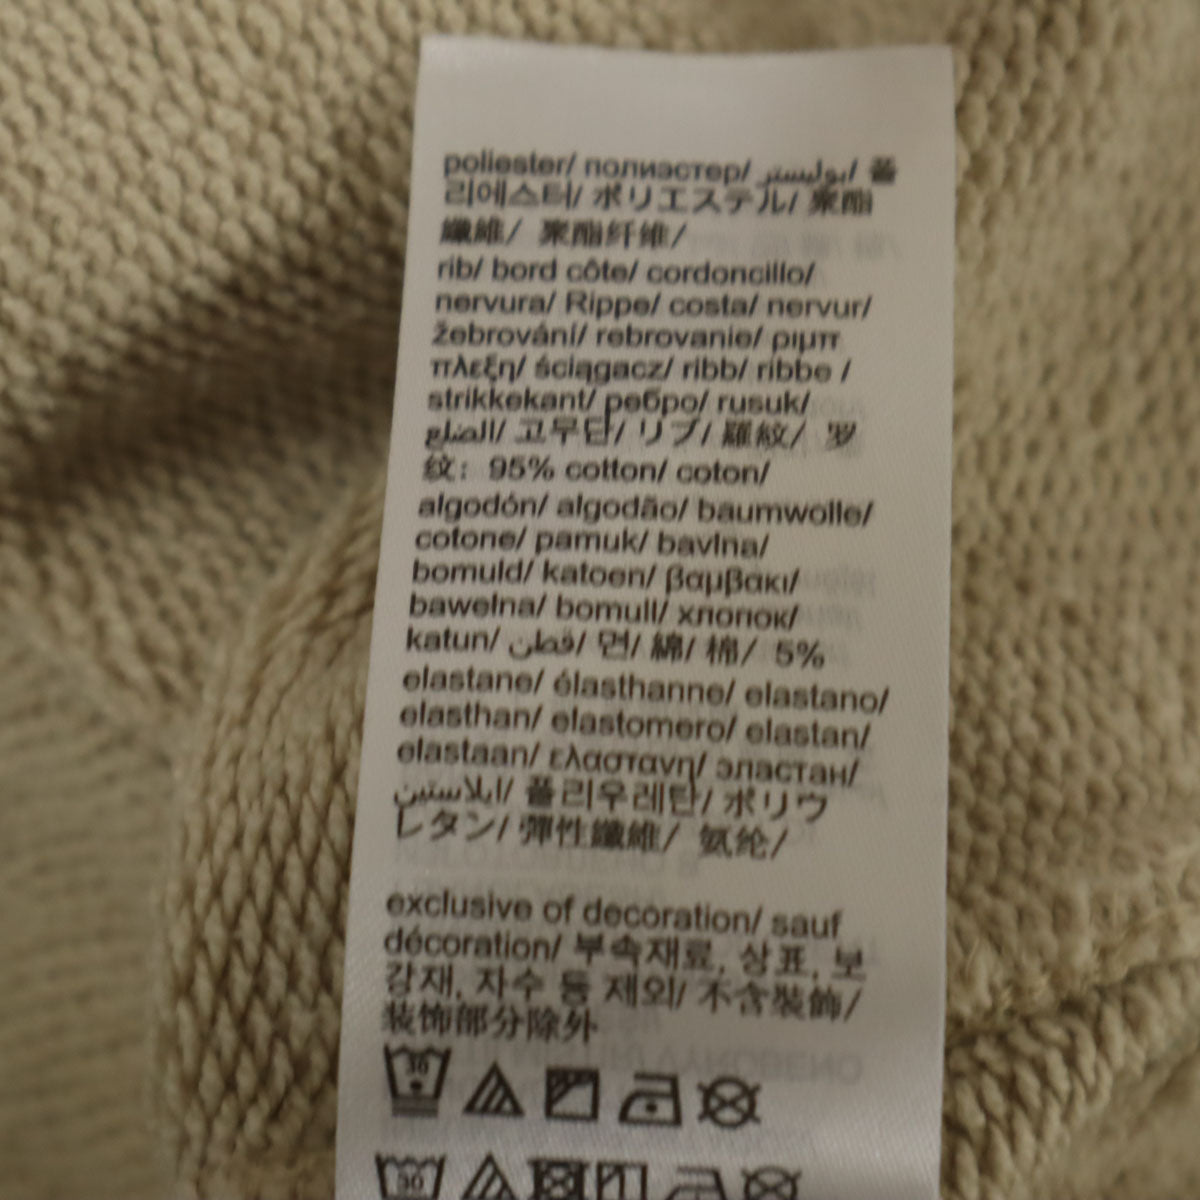 poliester/ полиэстер/ بوليستر/ 폴
리에스터/ ポリエステル/ 聚酯
纖維/ 聚酯纤维/
rib/ bord côte/ cordoncillo/
nervura/ Rippe/ costa/ nervur/
žebrování/ rebrovanie/ ριμπ
πλεξη/ ściągacz/ ribb/ ribbe /
strikkekant/ ребро/ rusuk/
الضلع/ 고무단/ リブ/ 羅紋/ 罗
纹: 95% cotton/ coton/
algodón/ algodão/ baumwolle/
cotone/ pamuk/ bavlna/
bomuld/ katoen/ βαμβακι/
bawełna/ bomull/ хлопок/
katun/ قطن/ 면/ 綿/ 棉/ 5%
elastane/ élasthanne/ elastano/
elasthan/ elastomero/ elastan/
elastaan/ ελαστανη/ эластан/
ايلاستين/ 폴리우레탄/ ポリウ
レタン/ 彈性纖維/ 氨纶/
exclusive of decoration/ sauf
décoration/ 부속재료, 상표, 보
강재, 자수 등 제외/ 不含裝飾/
装饰部分除外
30
30